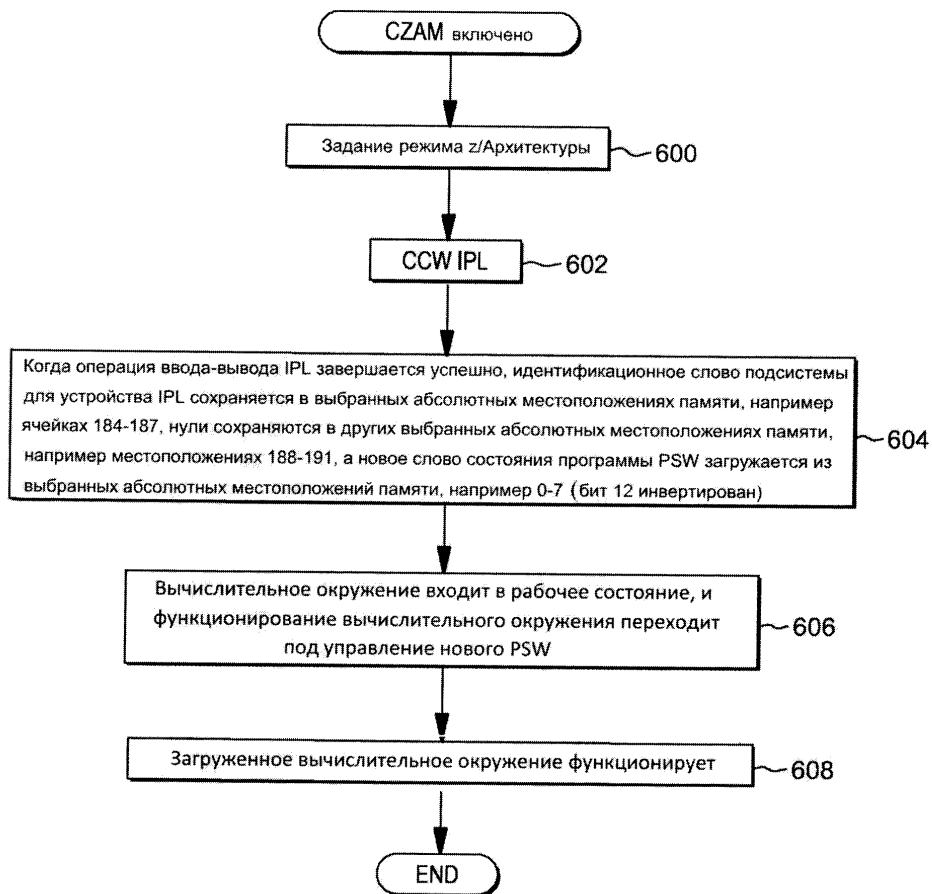 CZAM включено
Задание режима z/Архитектуры
600
CCW IPL
602
Когда операция ввода-вывода IPL завершается успешно, идентификационное слово подсистемы
для устройства IPL сохраняется в выбранных абсолютных местоположениях памяти, например
ячейках 184-187, нули сохраняются в других выбранных абсолютных местоположениях памяти,
например местоположениях 188-191, а новое слово состояния программы PSW загружается из
выбранных абсолютных местоположений памяти, например 0-7 (бит 12 инвертирован)
604
Вычислительное окружение входит в рабочее состояние, и
функционирование вычислительного окружения переходит
под управление нового PSW
606
Загруженное вычислительное окружение функционирует
608
END